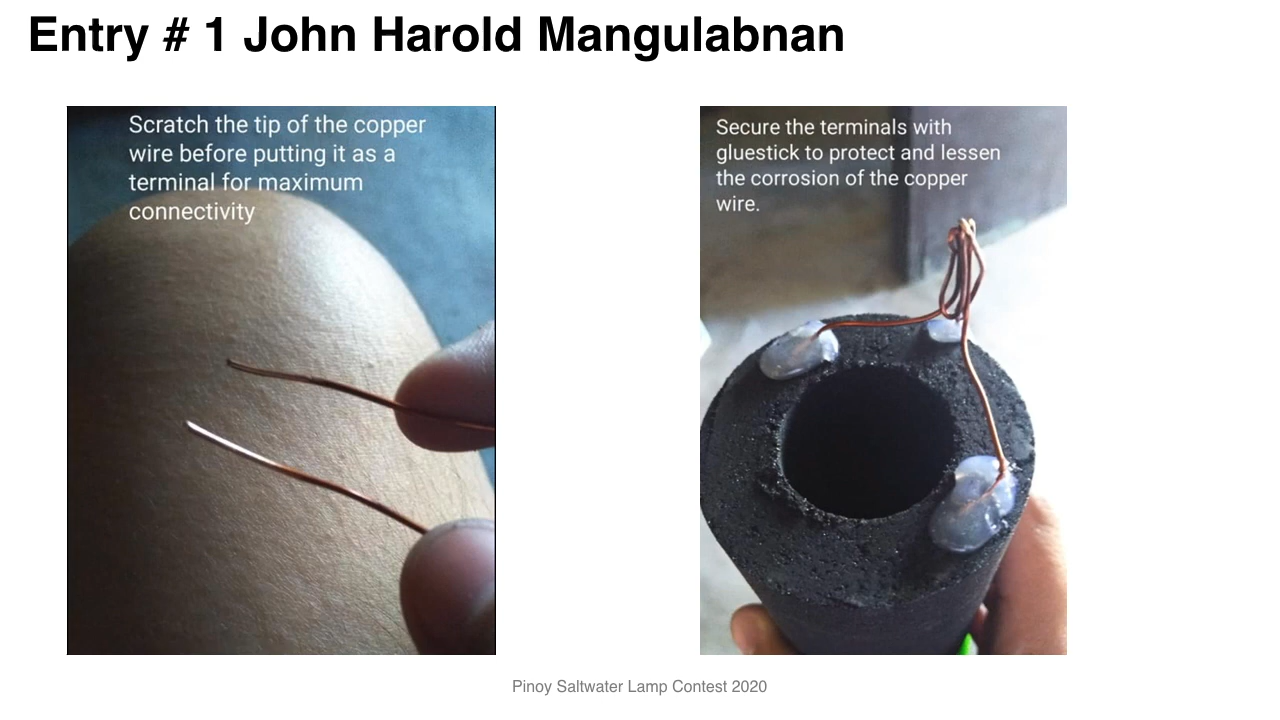 Entry # 1 John Harold Mangulabnan
Scratch the tip of the copper
wire before putting it as a
terminal for maximum
connectivity
Secure the terminals with
gluestick to protect and lessen
the corrosion of the copper
wire.
Pinoy Saltwater Lamp Contest 2020